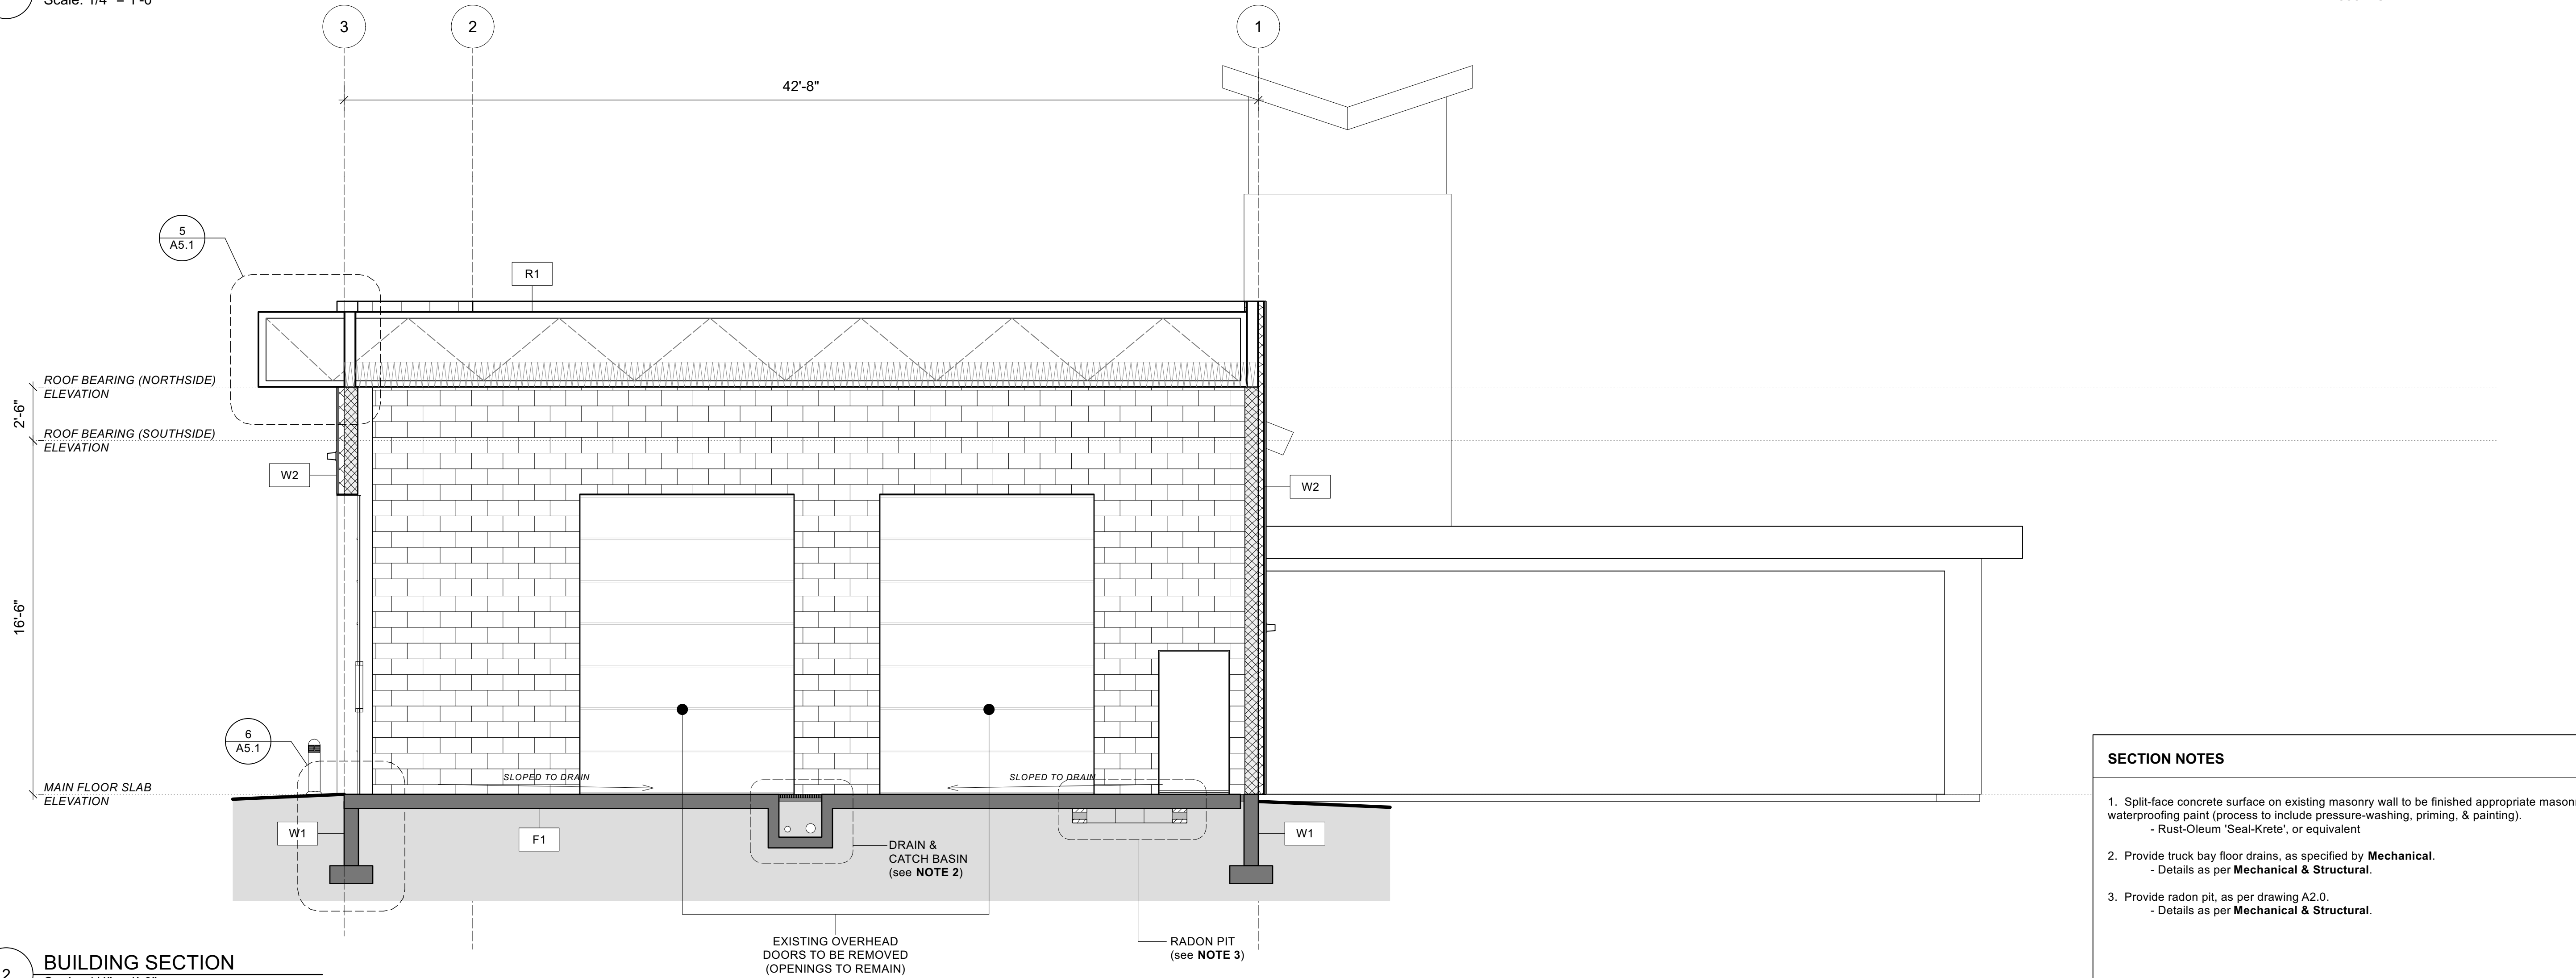 Scale: 1/4" = 1'-0"
3
2
1
42'-8"
5
A5.1
R1
ROOF BEARING (NORTHSIDE)
ELEVATION
2'-6"
ROOF BEARING (SOUTHSIDE)
ELEVATION
W2
W2
16'-6"
6
A5.1
SLOPED TO DRAIN
SLOPED TO DRAIN
MAIN FLOOR SLAB
ELEVATION
W1
F1
W1
DRAIN &
CATCH BASIN
(see NOTE 2)
EXISTING OVERHEAD
DOORS TO BE REMOVED
(OPENINGS TO REMAIN)
RADON PIT
(see NOTE 3)
SECTION NOTES
1. Split-face concrete surface on existing masonry wall to be finished appropriate mason
waterproofing paint (process to include pressure-washing, priming, & painting).
- Rust-Oleum 'Seal-Krete', or equivalent
2. Provide truck bay floor drains, as specified by Mechanical.
- Details as per Mechanical & Structural.
3. Provide radon pit, as per drawing A2.0.
- Details as per Mechanical & Structural.
2
BUILDING SECTION